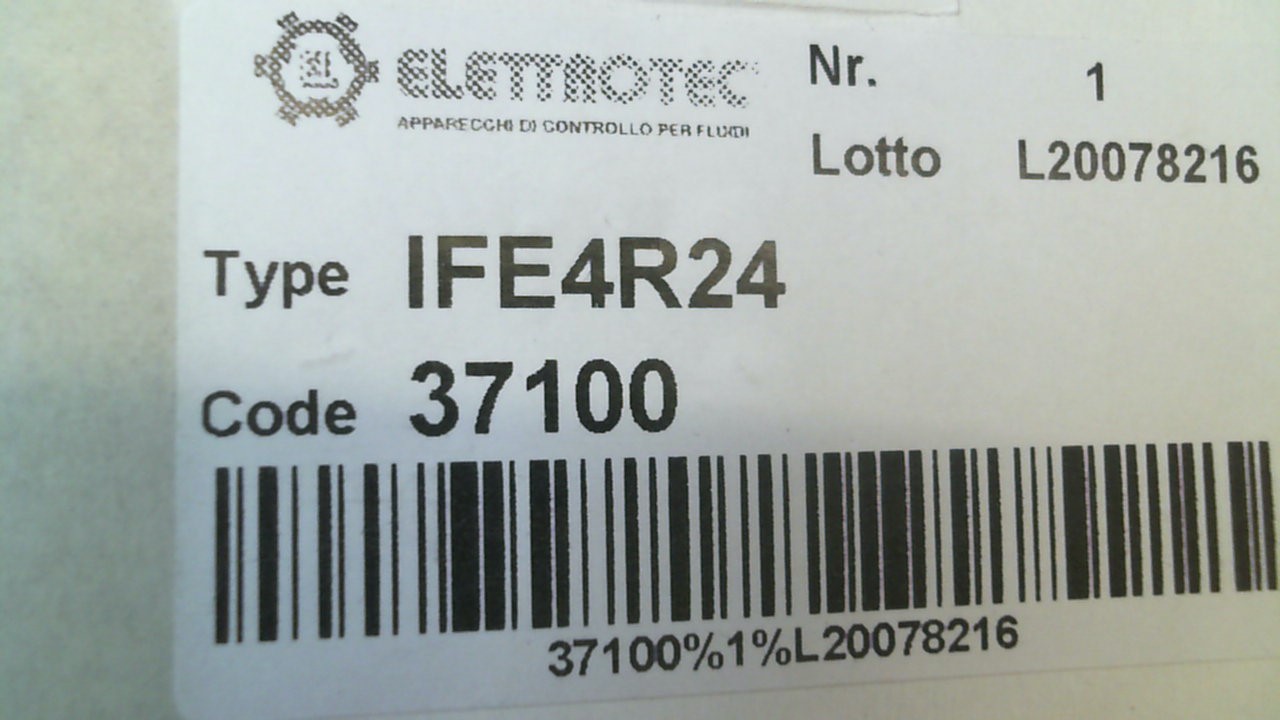 ELETTROTEC
APPARECCHI DI CONTROLLO PER FLUIDI
Nr. 1
Lotto L20078216
Type IFE4R24
Code 37100
37100%1%L20078216